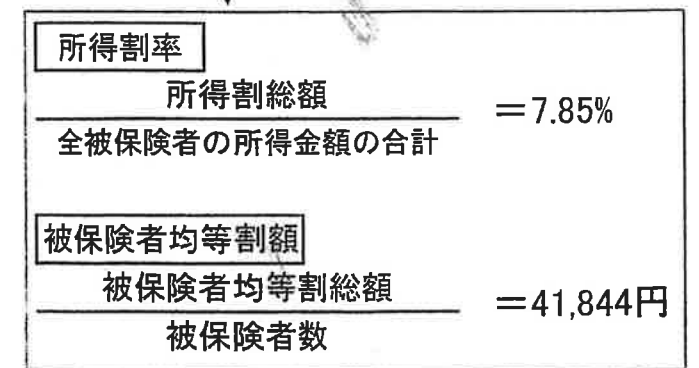 所得割率
所得割総額
全被保険者の所得金額の合計
＝7.85%
被保険者均等割額
被保険者均等割総額
被保険者数
＝41,844円